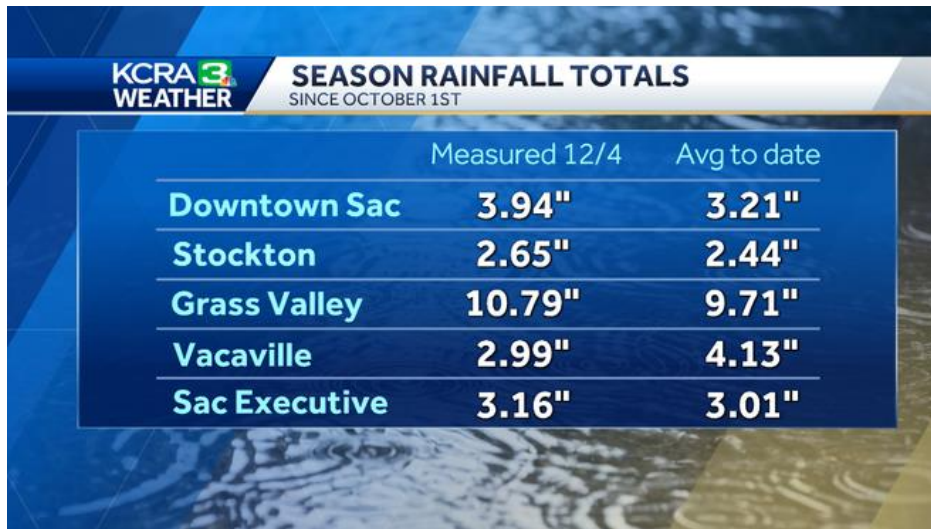 KCRA 3
WEATHER
SEASON RAINFALL TOTALS
SINCE OCTOBER 1ST
Measured 12/4 Avg to date
Downtown Sac 3.94" 3.21"
Stockton 2.65" 2.44"
Grass Valley 10.79" 9.71"
Vacaville 2.99" 4.13"
Sac Executive 3.16" 3.01"